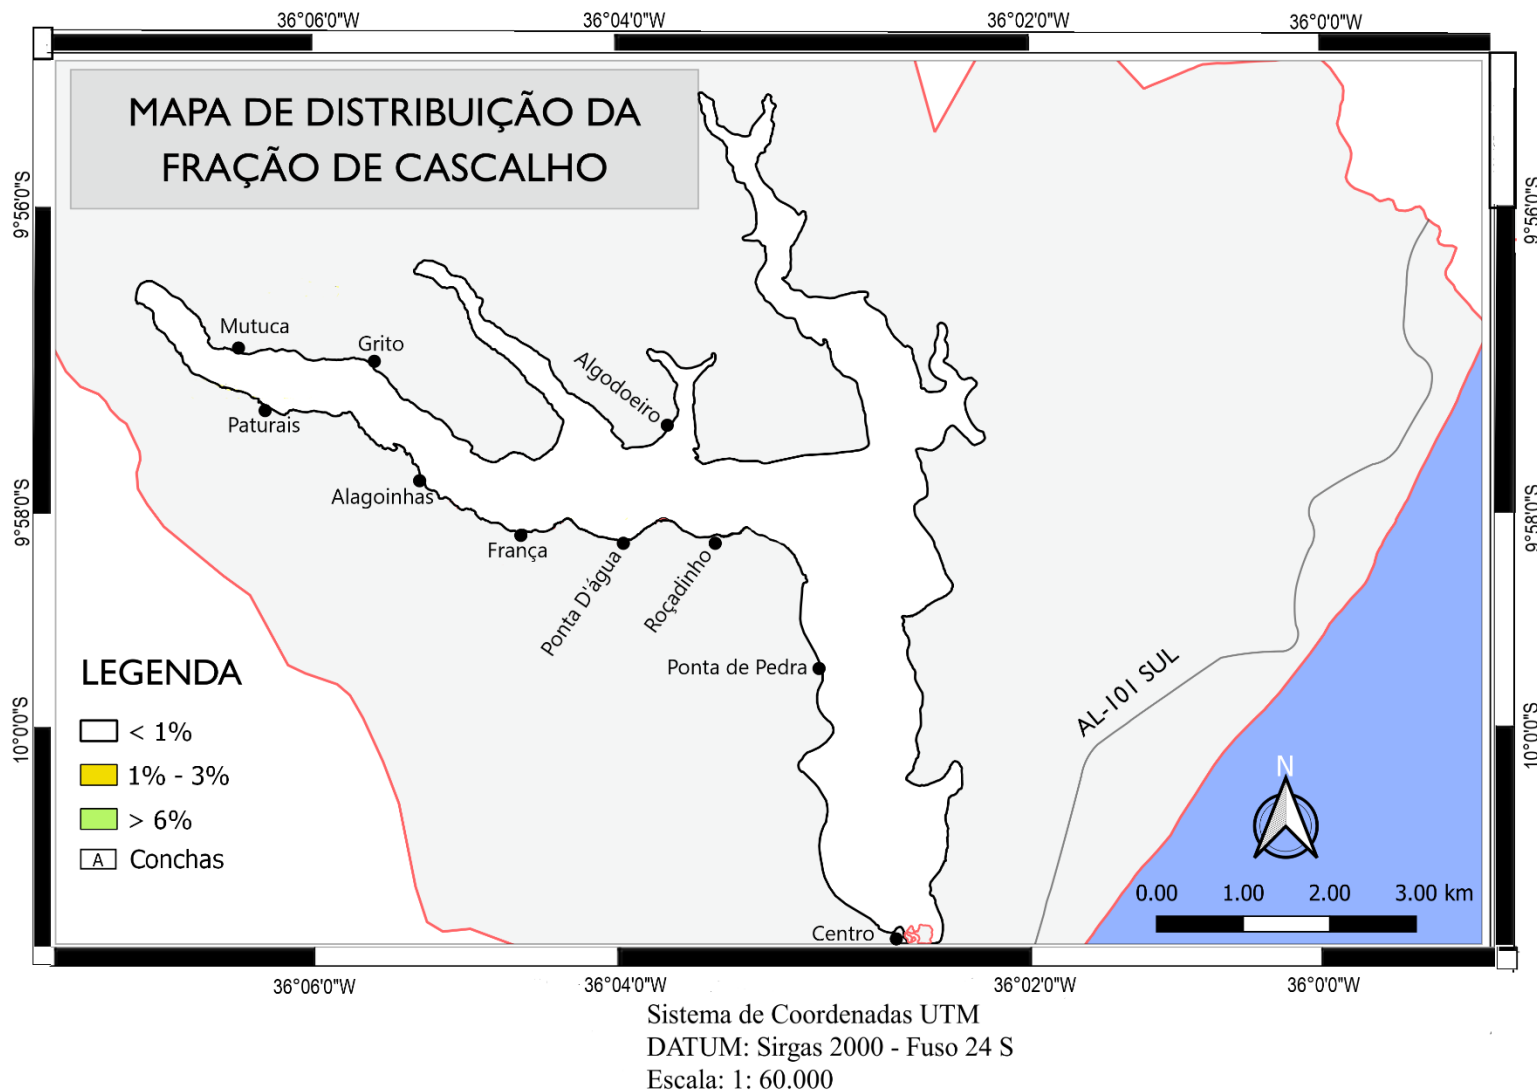 36°06'0"W
36°04'0"W
36°02'0"W
36°0'0"W
MAPA DE DISTRIBUIÇÃO DA
FRAÇÃO DE CASCALHO
9°56'0"S
9°56'0"S
Mutuca
Grito
Algodoeiro
Paturais
Alagoinhas
9°58'0"S
9°58'0"S
França
Ponta D'água
Roçadinho
Ponta de Pedra
AL-101 SUL
LEGENDA
< 1%
1% - 3%
> 6%
A Conchas
10°0'0"S
10°0'0"S
N
0.00 1.00 2.00 3.00 km
Centro
36°06'0"W
36°04'0"W
36°02'0"W
36°0'0"W
Sistema de Coordenadas UTM
DATUM: Sirgas 2000 - Fuso 24 S
Escala: 1: 60.000